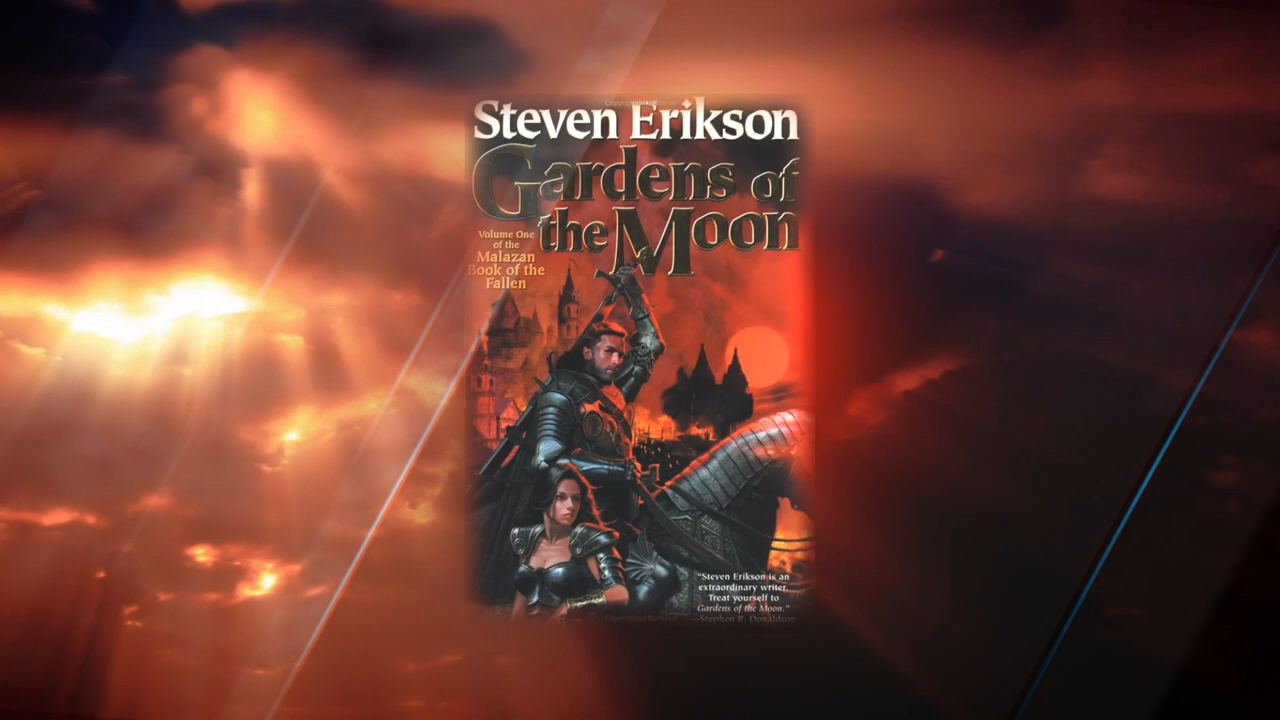 Steven Erikson
Gardens of
the Moon
Volume One
of the
Malazan
Book of the
Fallen
"Steven Erikson is an
extraordinary writer.
Treat yourself to
Gardens of the Moon."
—Stephen R. Donaldson